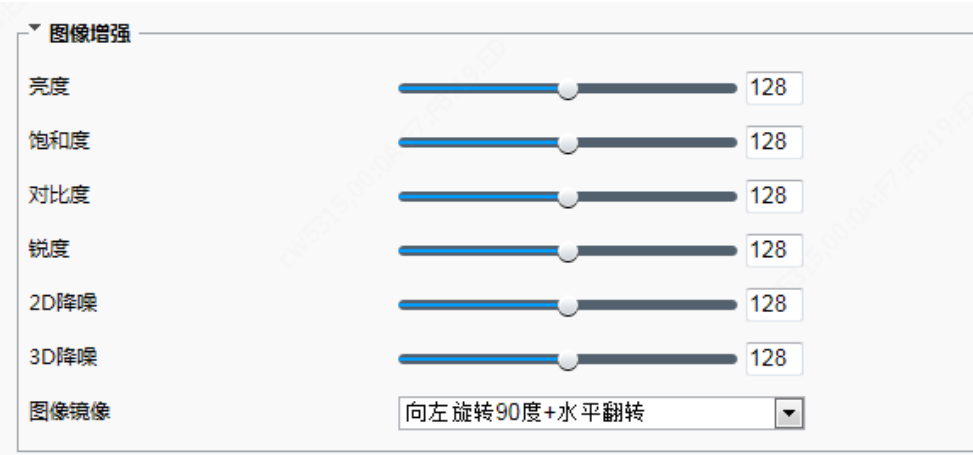 图像增强
亮度 128
饱和度 128
对比度 128
锐度 128
2D降噪 128
3D降噪 128
图像镜像 向左旋转90度+水平翻转